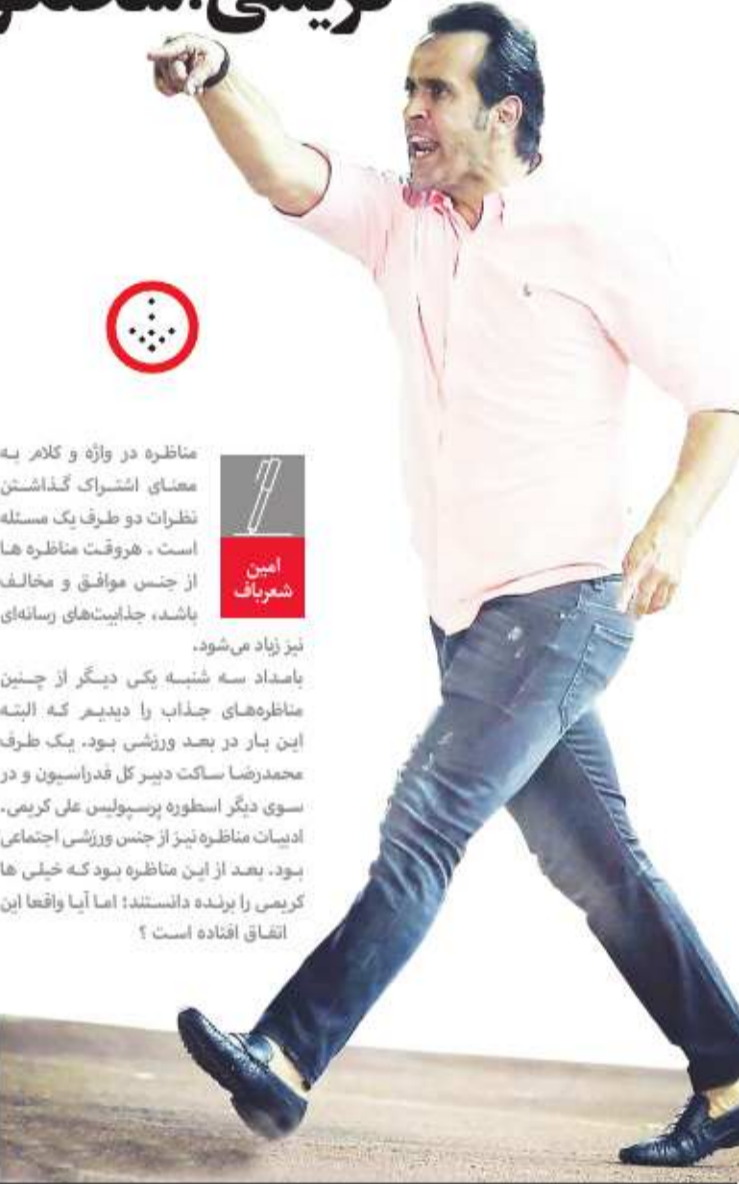 امین
شعرباف
مناظره در واژه و کلام به
معنای اشتراک گذاشتن
نظرات دو طرف یک مسئله
است . هروقت مناظره ها
از جنس موافق و مخالف
باشد، جذابیت‌های رسانه‌ای
نیز زیاد می‌شود.
بامداد سه شنبه یکی دیگر از چنین
مناظره‌های جذاب را دیدیم که البته
این بار در بعد ورزشی بود. یک طرف
محمدرضا ساکت دبیر کل فدراسیون و در
سوی دیگر اسطوره پرسپولیس علی کریمی.
ادبیات مناظره نیز از جنس ورزشی اجتماعی
بود. بعد از این مناظره بود که خیلی ها
کریمی را برنده دانستند؛ اما آیا واقعا این
اتفاق افتاده است ؟